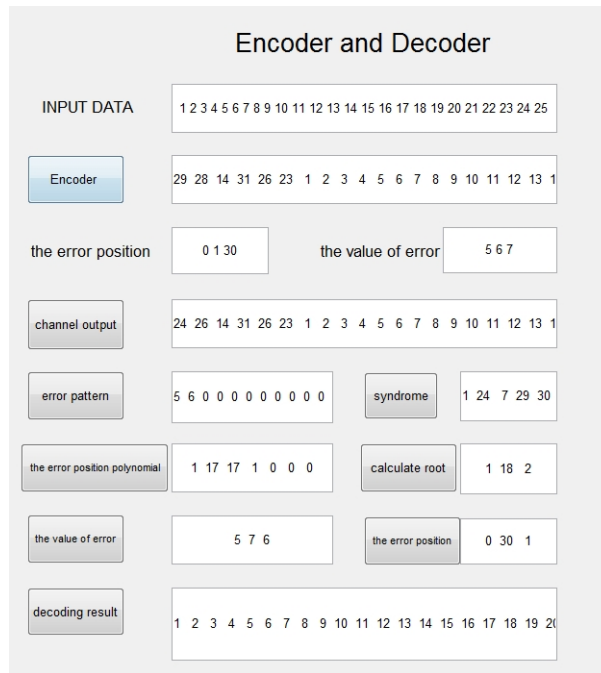 Encoder and Decoder
INPUT DATA 1 2 3 4 5 6 7 8 9 10 11 12 13 14 15 16 17 18 19 20 21 22 23 24 25
Encoder 29 28 14 31 26 23 1 2 3 4 5 6 7 8 9 10 11 12 13 1
the error position 0 1 30 the value of error 5 6 7
channel output 24 26 14 31 26 23 1 2 3 4 5 6 7 8 9 10 11 12 13 1
error pattern 5 6 0 0 0 0 0 0 0 0 0 syndrome 1 24 7 29 30
the error position polynomial 1 17 17 1 0 0 0 calculate root 1 18 2
the value of error 5 7 6 the error position 0 30 1
decoding result 1 2 3 4 5 6 7 8 9 10 11 12 13 14 15 16 17 18 19 20